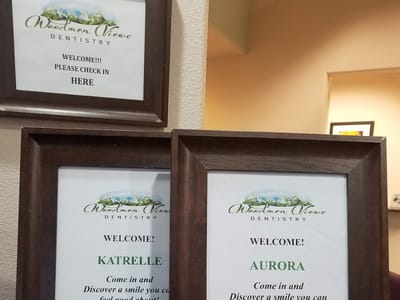 Woodmen Views
DENTISTRY
WELCOME!!!
PLEASE CHECK IN
HERE
Woodmen Views
DENTISTRY
WELCOME!
KATRELLE
Come in and
Discover a smile you can
feel good about!
Woodmen Views
DENTISTRY
WELCOME!
AURORA
Come in and
Discover a smile you can